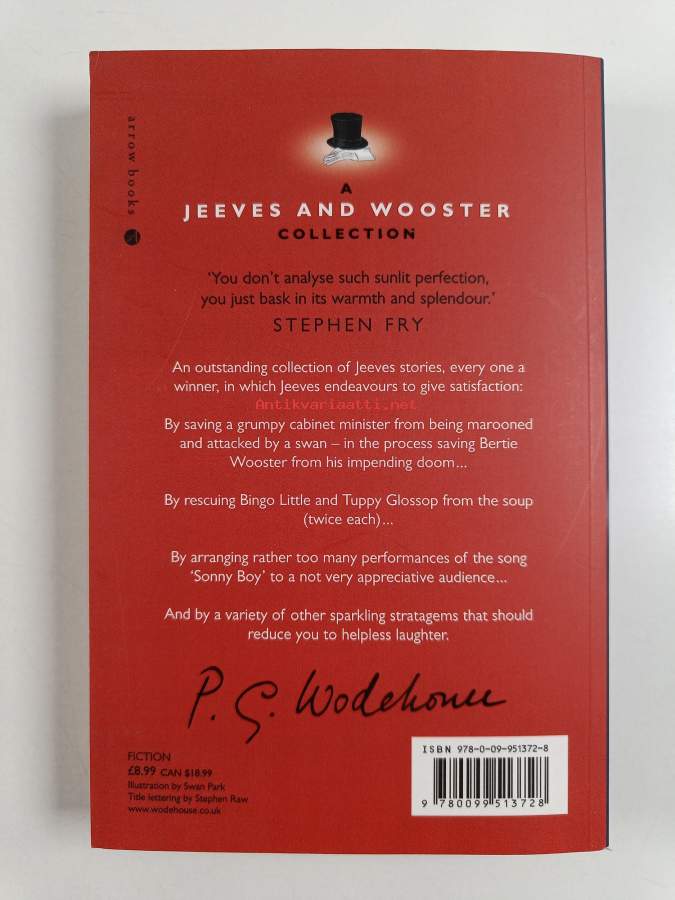 arrow books
A
JEEVES AND WOOSTER
COLLECTION
‘You don’t analyse such sunlit perfection,
you just bask in its warmth and splendour.’
STEPHEN FRY
An outstanding collection of Jeeves stories, every one a
winner, in which Jeeves endeavours to give satisfaction:
Antikvariaatti.net
By saving a grumpy cabinet minister from being marooned
and attacked by a swan – in the process saving Bertie
Wooster from his impending doom...
By rescuing Bingo Little and Tuppy Glossop from the soup
(twice each)...
By arranging rather too many performances of the song
‘Sonny Boy’ to a not very appreciative audience...
And by a variety of other sparkling stratagems that should
reduce you to helpless laughter.
P. G. Wodehouse
FICTION
£8.99 CAN $18.99
Illustration by Swan Park
Title lettering by Stephen Raw
www.wodehouse.co.uk
ISBN 978-0-09-951372-8
9 780099 513728